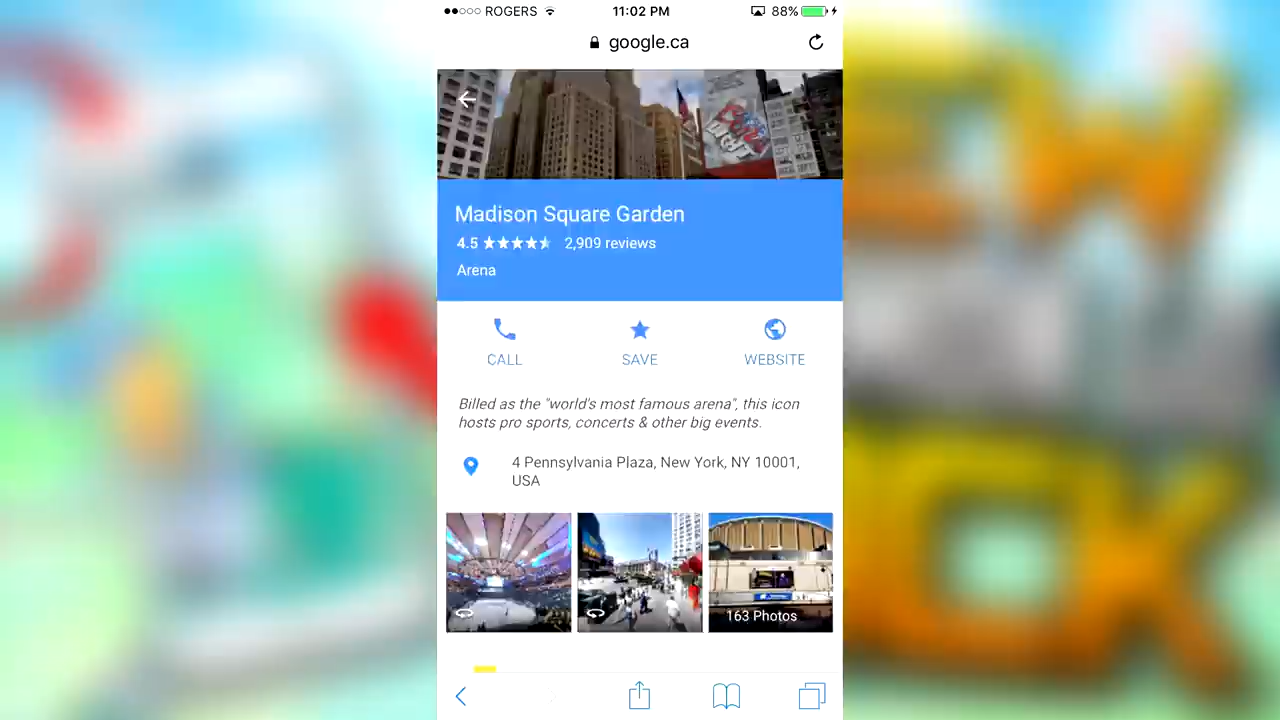 ROGERS 11:02 PM 88%
google.ca
Madison Square Garden
4.5 2,909 reviews
Arena
CALL SAVE WEBSITE
Billed as the "world's most famous arena", this icon
hosts pro sports, concerts & other big events.
4 Pennsylvania Plaza, New York, NY 10001,
USA
163 Photos